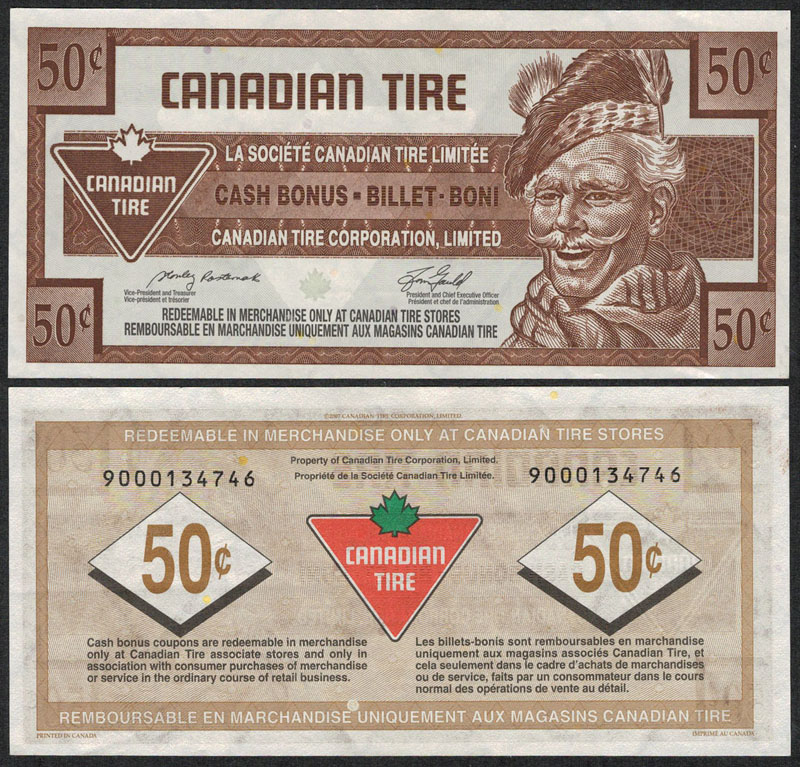 50¢
50¢
CANADIAN TIRE
LA SOCIÉTÉ CANADIAN TIRE LIMITÉE
CASH BONUS - BILLET - BONI
CANADIAN TIRE CORPORATION, LIMITED
CANADIAN
TIRE
Vice-President and Treasurer
Vice-président et trésorier
President and Chief Executive Officer
Président et chef de l'administration
REDEEMABLE IN MERCHANDISE ONLY AT CANADIAN TIRE STORES
REMBOURSABLE EN MARCHANDISE UNIQUEMENT AUX MAGASINS CANADIAN TIRE
50¢
50¢
©2007 CANADIAN TIRE CORPORATION, LIMITED.
REDEEMABLE IN MERCHANDISE ONLY AT CANADIAN TIRE STORES
Property of Canadian Tire Corporation, Limited.
Propriété de la Société Canadian Tire Limitée.
9000134746
9000134746
50¢
CANADIAN
TIRE
50¢
Cash bonus coupons are redeemable in merchandise
only at Canadian Tire associate stores and only in
association with consumer purchases of merchandise
or service in the ordinary course of retail business.
Les billets-bonis sont remboursables en marchandise
uniquement aux magasins associés Canadian Tire, et
cela seulement dans le cadre d'achats de marchandises
ou de service, faits par un consommateur dans le cours
normal des opérations de vente au détail.
REMBOURSABLE EN MARCHANDISE UNIQUEMENT AUX MAGASINS CANADIAN TIRE
PRINTED IN CANADA
IMPRIMÉ AU CANADA